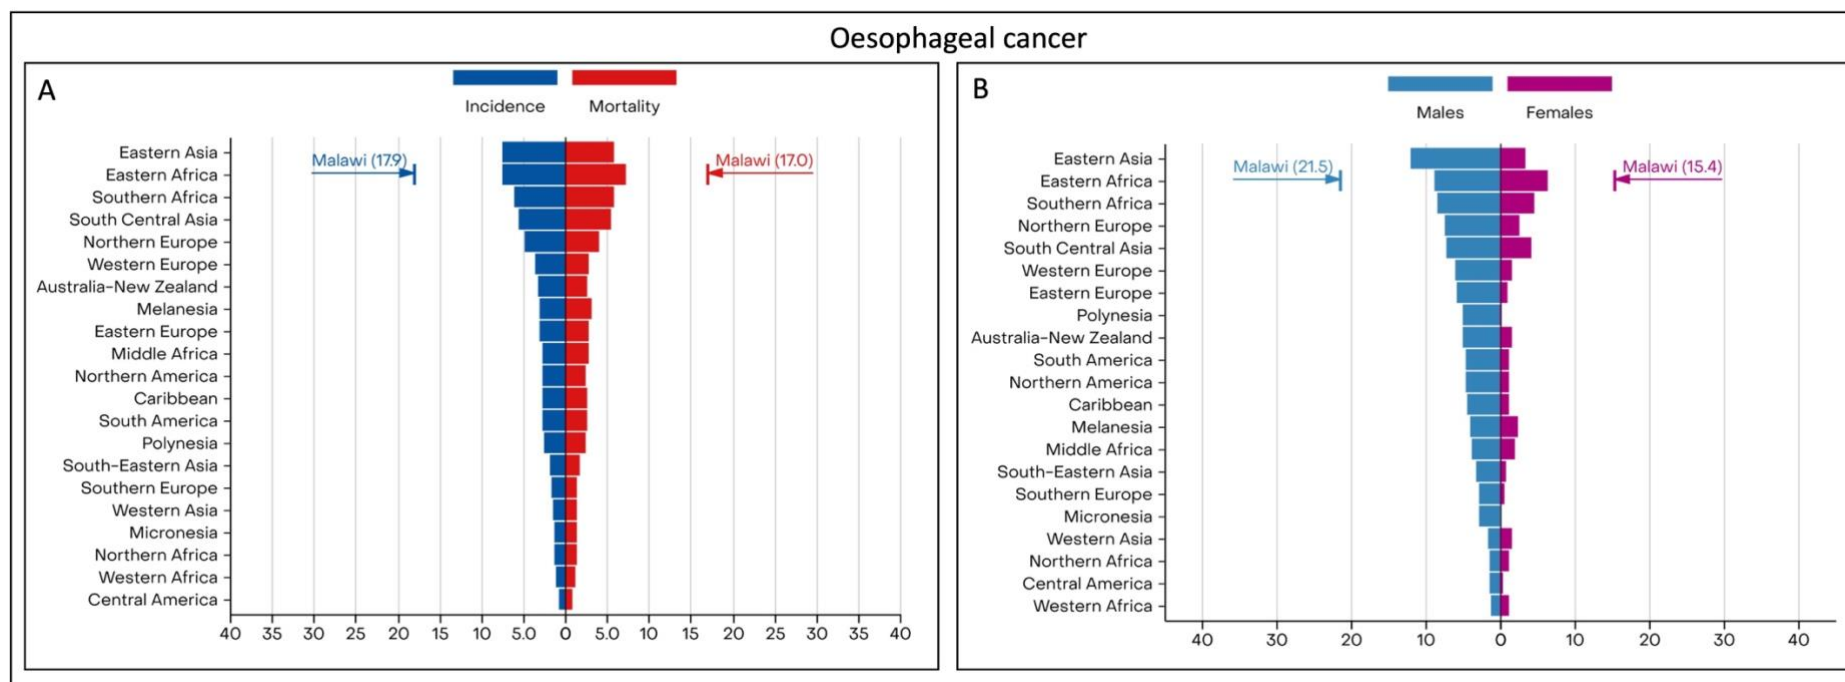 Oesophageal cancer
A
Incidence
Mortality
Malawi (17.9)
Malawi (17.0)
Eastern Asia
Eastern Africa
Southern Africa
South Central Asia
Northern Europe
Western Europe
Australia-New Zealand
Melanesia
Eastern Europe
Middle Africa
Northern America
Caribbean
South America
Polynesia
South-Eastern Asia
Southern Europe
Western Asia
Micronesia
Northern Africa
Western Africa
Central America
40 35 30 25 20 15 10 5.0 0 5.0 10 15 20 25 30 35 40
B
Males
Females
Malawi (21.5)
Malawi (15.4)
Eastern Asia
Eastern Africa
Southern Africa
Northern Europe
South Central Asia
Western Europe
Eastern Europe
Polynesia
Australia-New Zealand
South America
Northern America
Caribbean
Melanesia
Middle Africa
South-Eastern Asia
Southern Europe
Micronesia
Western Asia
Northern Africa
Central America
Western Africa
40 30 20 10 0 10 20 30 40